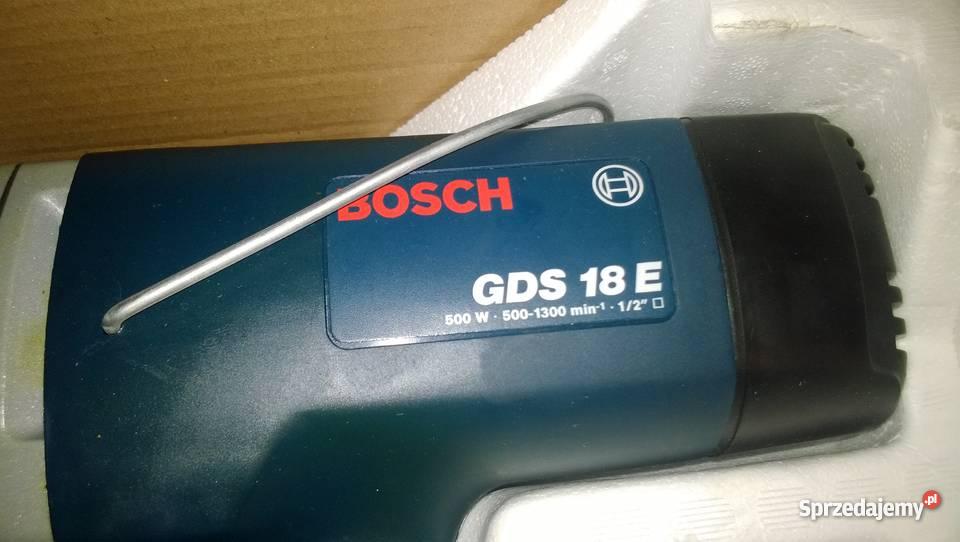 BOSCH
GDS 18 E
500 W · 500-1300 min⁻¹ · 1/2" □
Sprzedajemy.pl